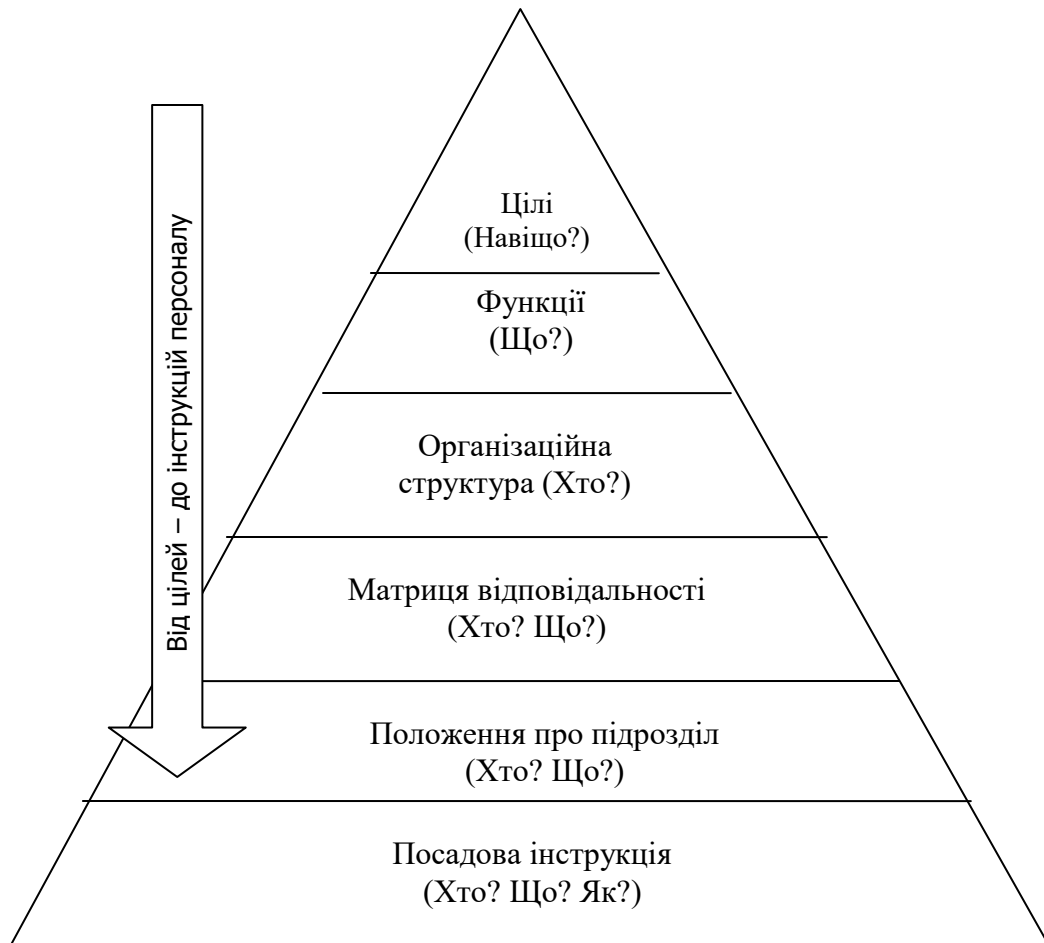 Від цілей – до інструкцій персоналу
Цілі
(Навіщо?)
Функції
(Що?)
Організаційна
структура (Хто?)
Матриця відповідальності
(Хто? Що?)
Положення про підрозділ
(Хто? Що?)
Посадова інструкція
(Хто? Що? Як?)